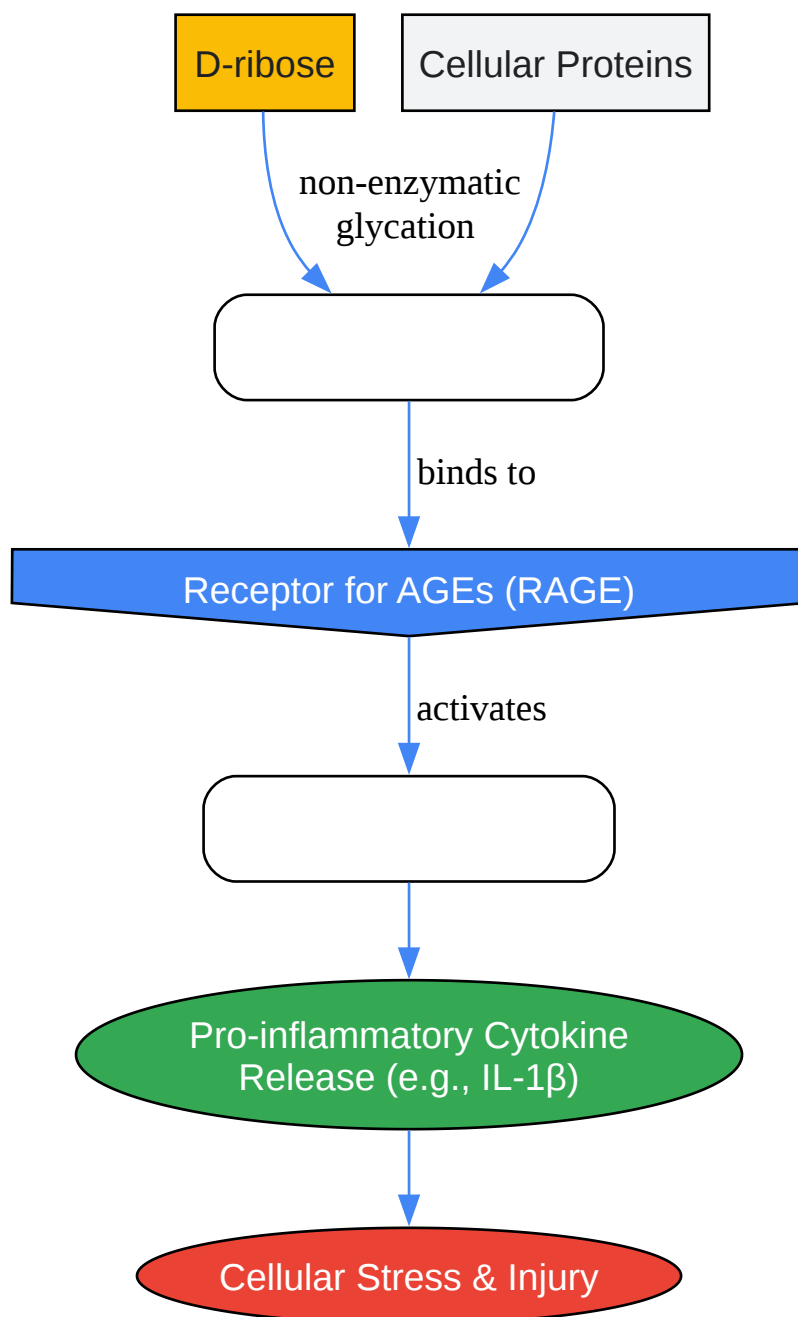 D-ribose
Cellular Proteins
non-enzymatic
glycation
binds to
Receptor for AGEs (RAGE)
activates
Pro-inflammatory Cytokine
Release (e.g., IL-1β)
Cellular Stress & Injury